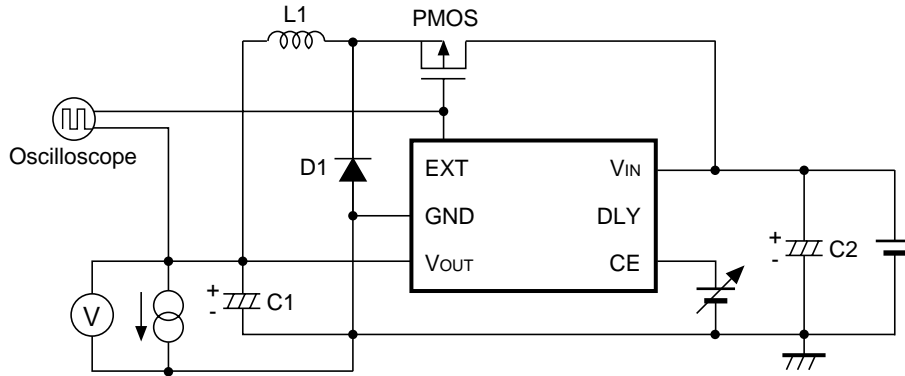 L1
PMOS
Oscilloscope
D1
EXT
VIN
GND
DLY
VOUT
CE
+
-
C1
+
-
C2
V